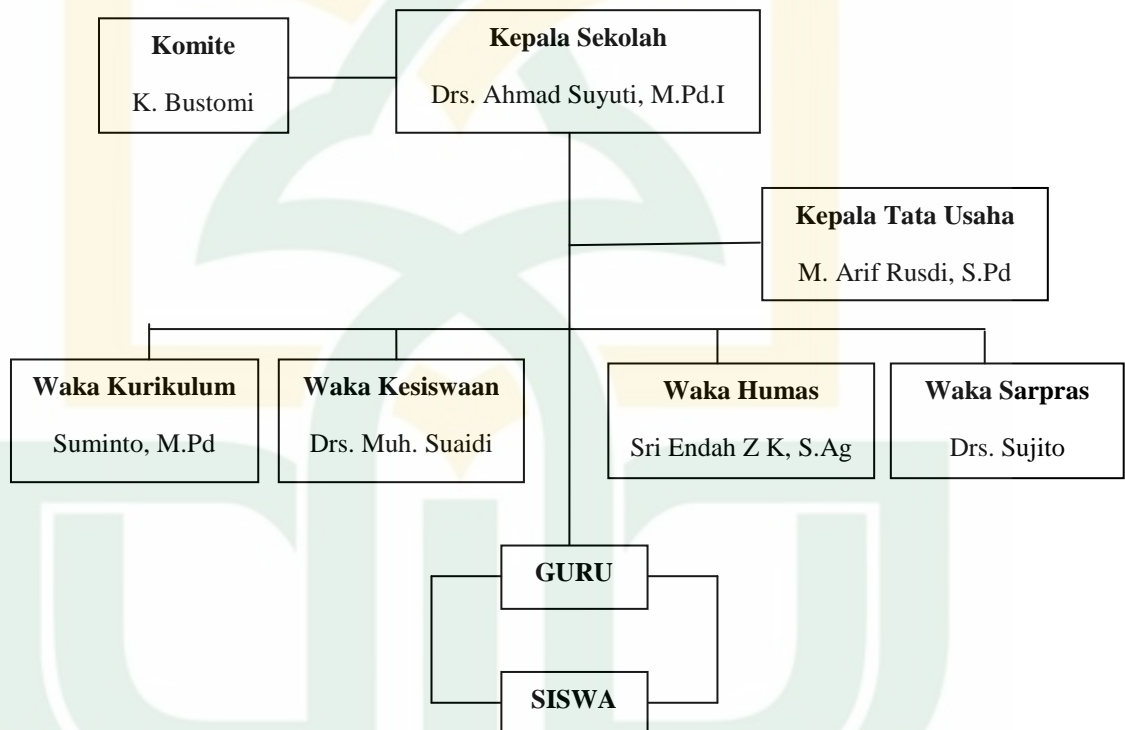 Komite
K. Bustomi
Kepala Sekolah
Drs. Ahmad Suyuti, M.Pd.I
Kepala Tata Usaha
M. Arif Rusdi, S.Pd
Waka Kurikulum
Suminto, M.Pd
Waka Kesiswaan
Drs. Muh. Suaidi
Waka Humas
Sri Endah Z K, S.Ag
Waka Sarpras
Drs. Sujito
GURU
SISWA